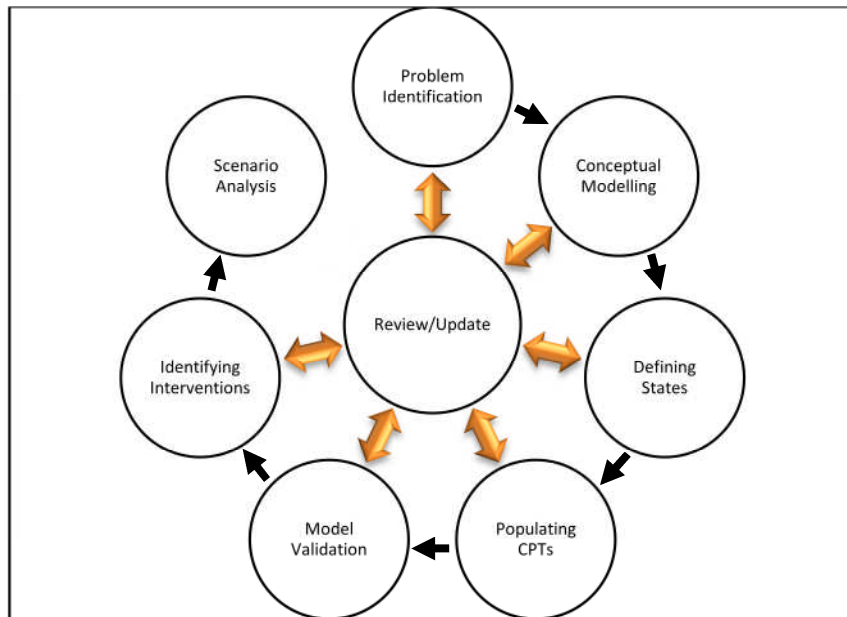 Problem
Identification
Conceptual
Modelling
Defining
States
Populating
CPTs
Model
Validation
Identifying
Interventions
Scenario
Analysis
Review/Update